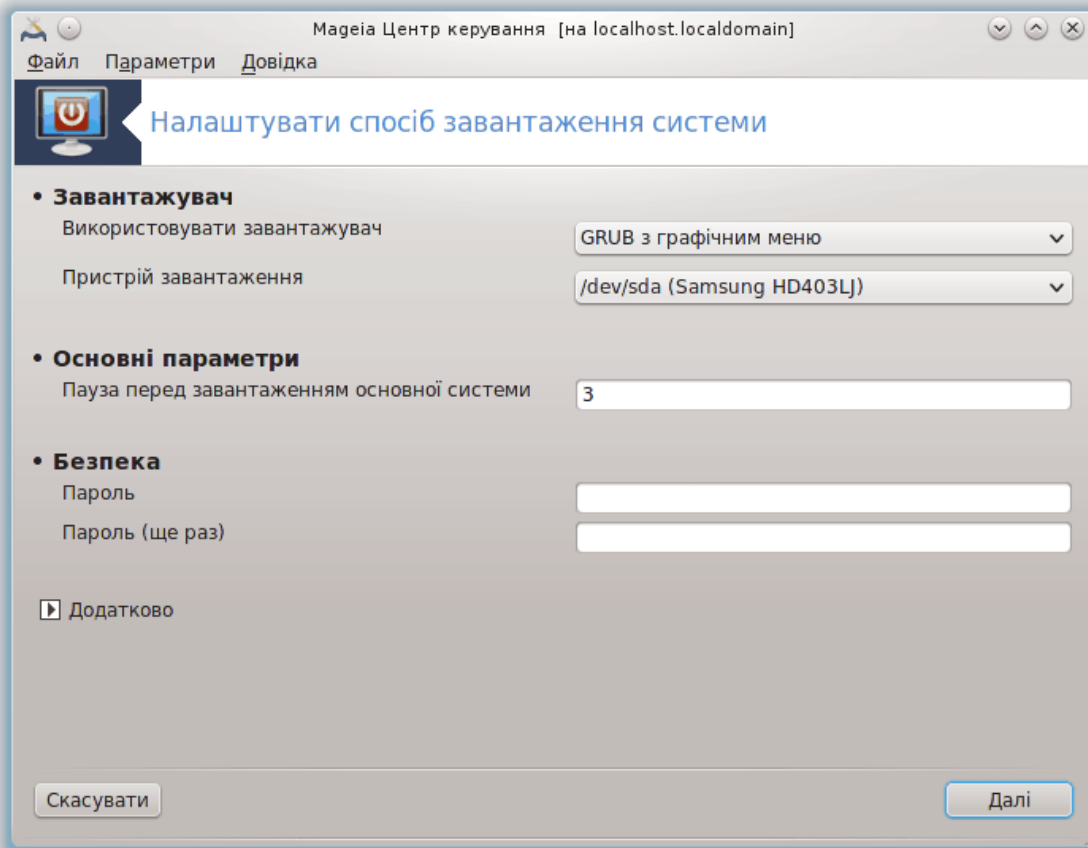 Mageia Центр керування [на localhost.localdomain]
Файл Параметри Довідка
Налаштувати спосіб завантаження системи
• Завантажувач
Використовувати завантажувач GRUB з графічним меню
Пристрій завантаження /dev/sda (Samsung HD403LJ)
• Основні параметри
Пауза перед завантаженням основної системи 3
• Безпека
Пароль
Пароль (ще раз)
Додатково
Скасувати Далі